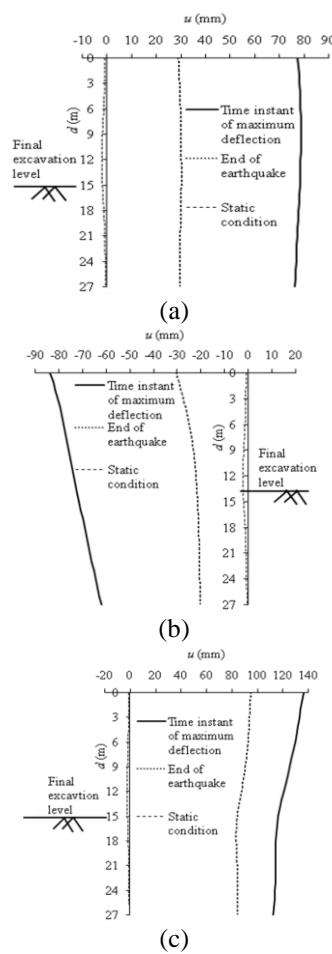 u (mm)
-30 -20 -10 0 10 20 30 40 50 60 70 80 90
0
3
6
9
12
15
18
21
24
27
d (m)
Final
excavation
level
Time instant
of maximum
deflection
End of
earthquake
Static
condition
(a)
u (mm)
-90 -80 -70 -60 -50 -40 -30 -20 -10 0 10 20
0
3
6
9
12
15
18
21
24
27
d (m)
Time instant
of maximum
deflection
End of
earthquake
Static
condition
Final
excavation
level
(b)
u (mm)
-20 0 20 40 60 80 100 120 140
0
3
6
9
12
15
18
21
24
27
d (m)
Final
excavtion
level
Time instant
of maximum
deflection
End of
earthquake
Static
condition
(c)